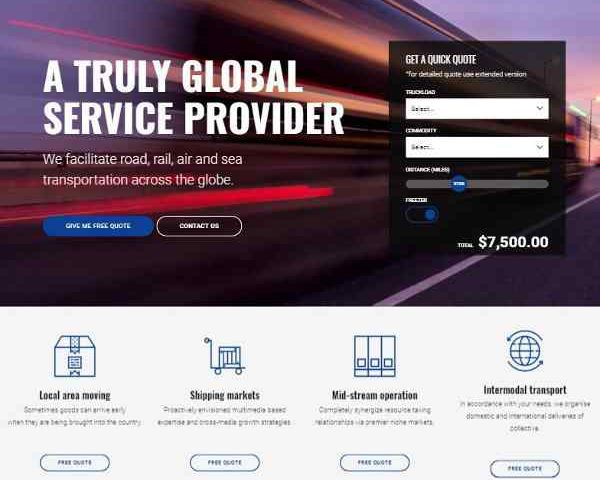 A TRULY GLOBAL
SERVICE PROVIDER
We facilitate road, rail, air and sea
transportation across the globe.
GIVE ME FREE QUOTE
CONTACT US
GET A QUICK QUOTE
*for detailed quote use extended version
TRUCKLOAD
Select...
COMMODITY
Select...
DISTANCE (MILES)
FREEZER
TOTAL $7,500.00
Local area moving
Sometimes goods can arrive early
when they are being brought into the country.
FREE QUOTE
Shipping markets
Proactively envisioned multimedia based
expertise and cross-media growth strategies.
FREE QUOTE
Mid-stream operation
Completely synergize resource taxing
relationships via premier niche markets.
FREE QUOTE
Intermodal transport
In accordance with your needs, we organise
domestic and international deliveries of
collective.
FREE QUOTE